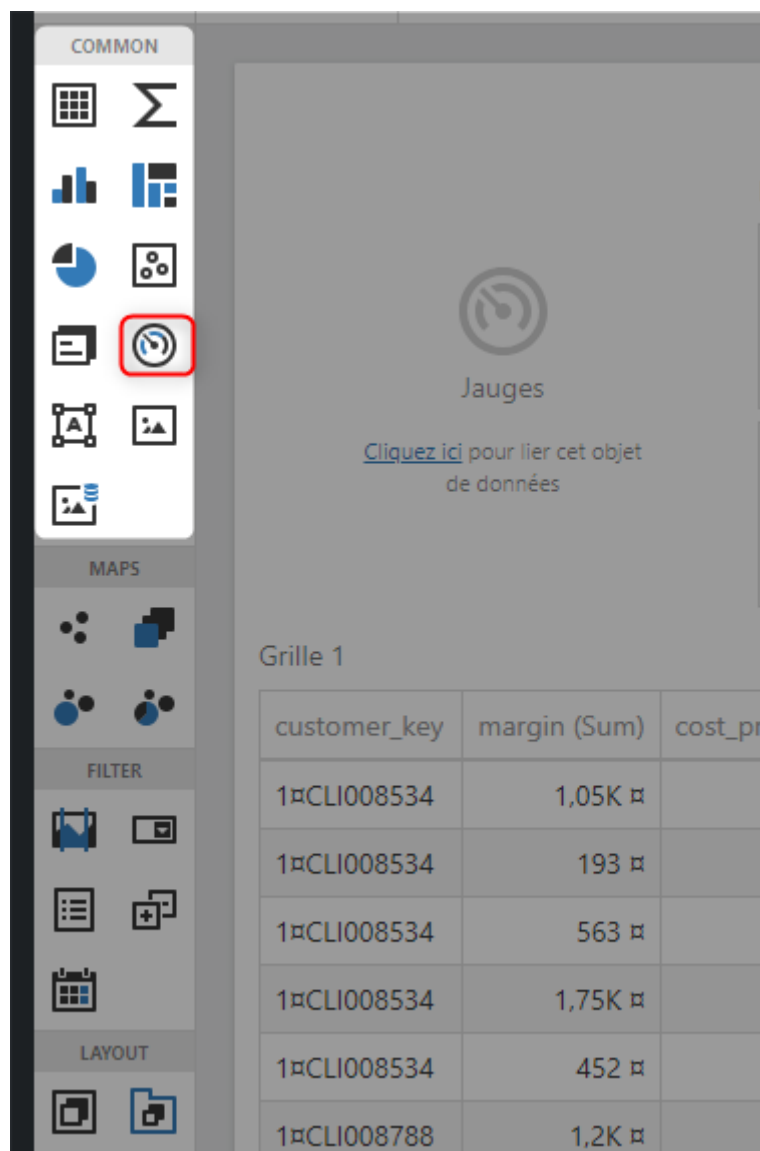 COMMON
Jauges
Cliquez ici pour lier cet objet
de données
MAPS
Grille 1
customer_key margin (Sum) cost_pr
FILTER
1¤CLI008534 1,05K ¤
1¤CLI008534 193 ¤
1¤CLI008534 563 ¤
1¤CLI008534 1,75K ¤
LAYOUT
1¤CLI008534 452 ¤
1¤CLI008788 1,2K ¤